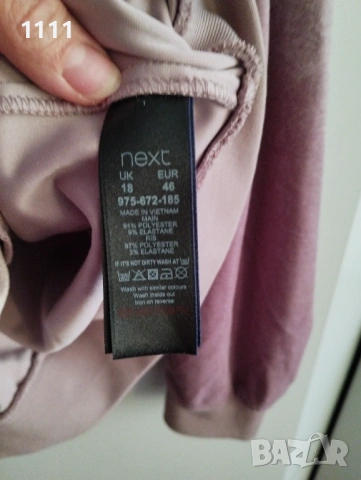 1111
next
UK EUR
18 46
975-672-185
MADE IN VIETNAM
MAIN
91% POLYESTER
9% ELASTANE
RIB
97% POLYESTER
3% ELASTANE
IF IT'S NOT DIRTY WASH AT
Wash with similar colours
Wash inside out
Iron on reverse
BAZAR